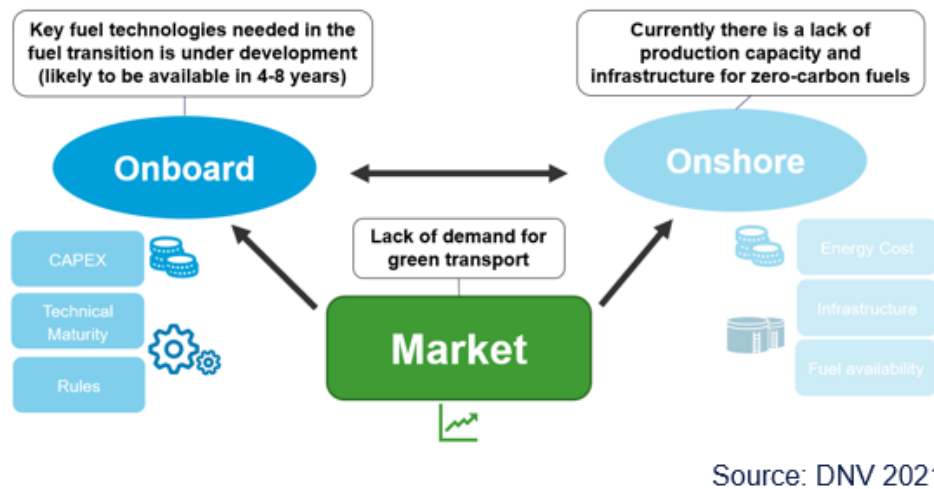 Key fuel technologies needed in the
fuel transition is under development
(likely to be available in 4-8 years)
Currently there is a lack of
production capacity and
infrastructure for zero-carbon fuels
Onboard
Onshore
Lack of demand for
green transport
CAPEX
Technical
Maturity
Rules
Market
Energy Cost
Infrastructure
Fuel availability
Source: DNV 2021